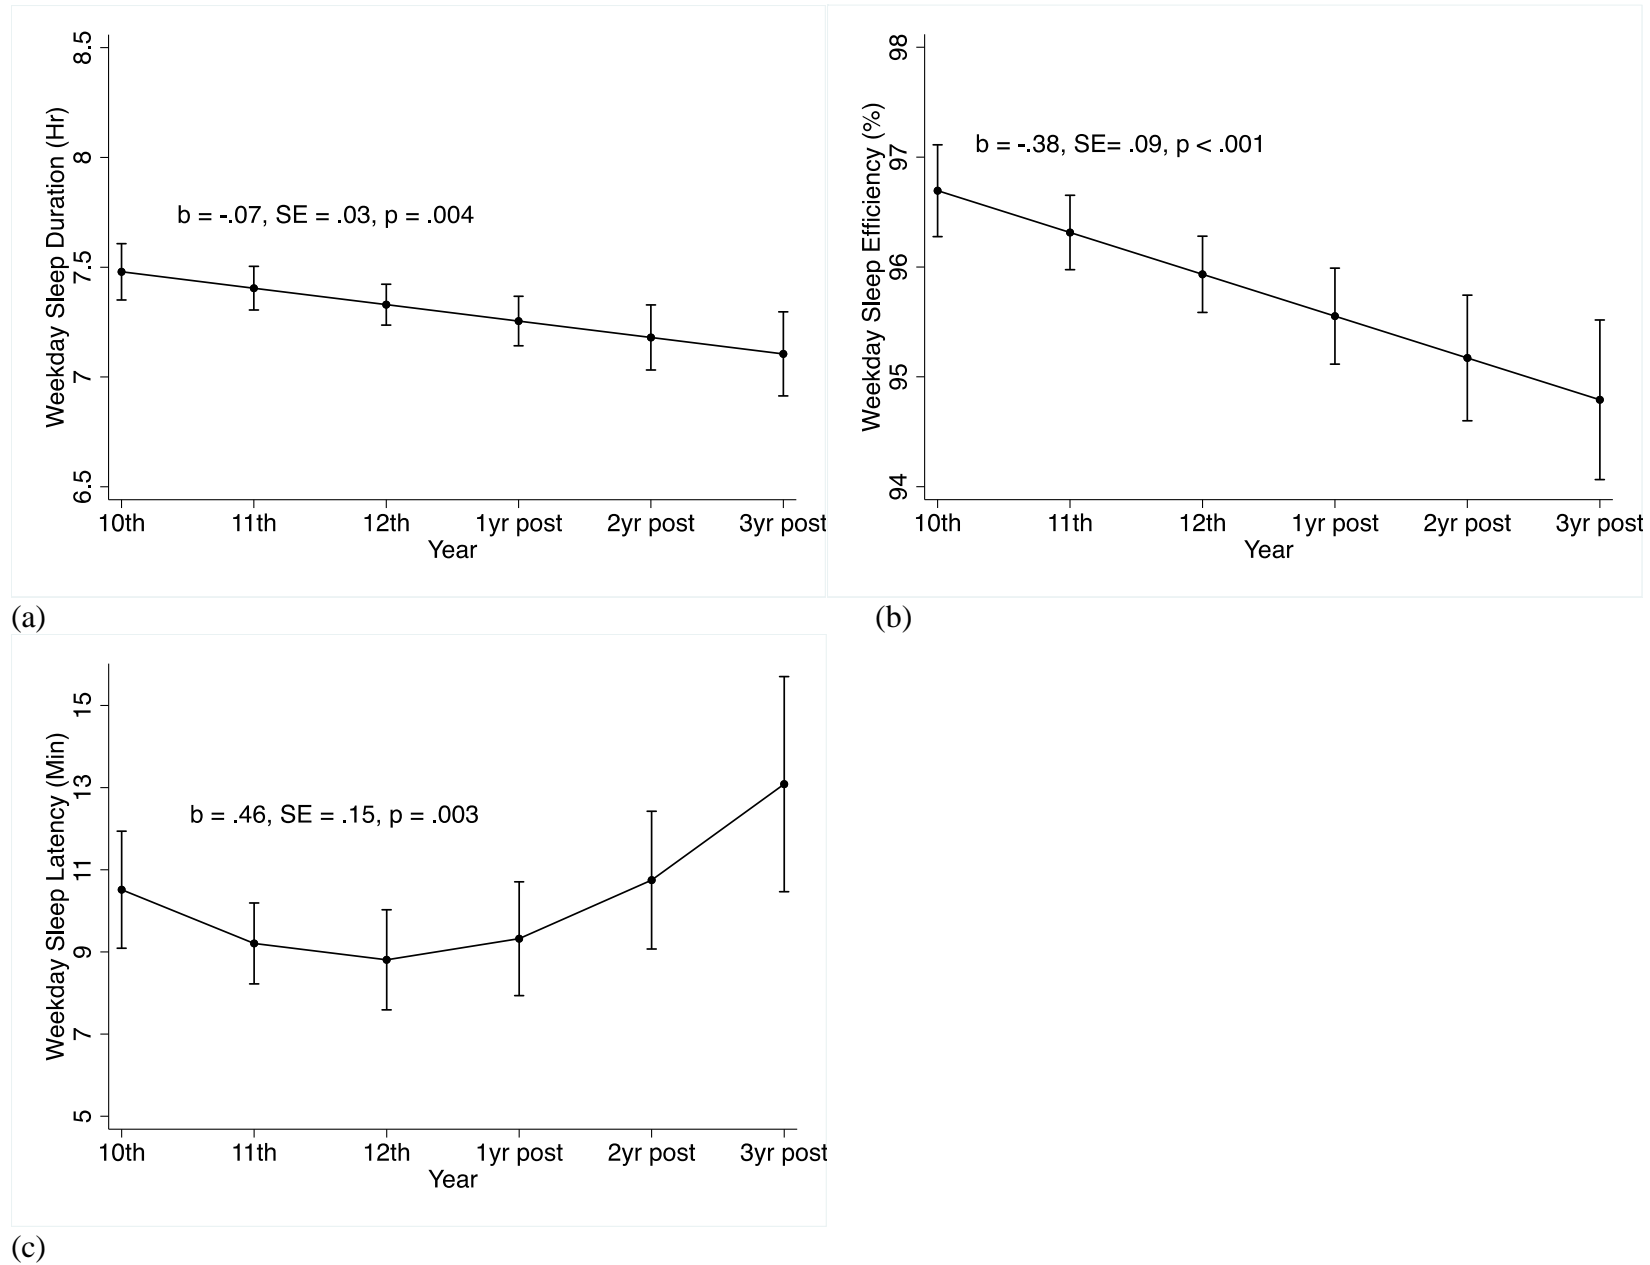 Weekday Sleep Duration (Hr)
8.5
8
7.5
7
6.5
b = -.07, SE = .03, p = .004
10th 11th 12th 1yr post 2yr post 3yr post
Year
(a)
Weekday Sleep Efficiency (%)
98
97
96
95
94
b = -.38, SE= .09, p < .001
10th 11th 12th 1yr post 2yr post 3yr post
Year
(b)
Weekday Sleep Latency (Min)
15
13
11
9
7
5
b = .46, SE = .15, p = .003
10th 11th 12th 1yr post 2yr post 3yr post
Year
(c)